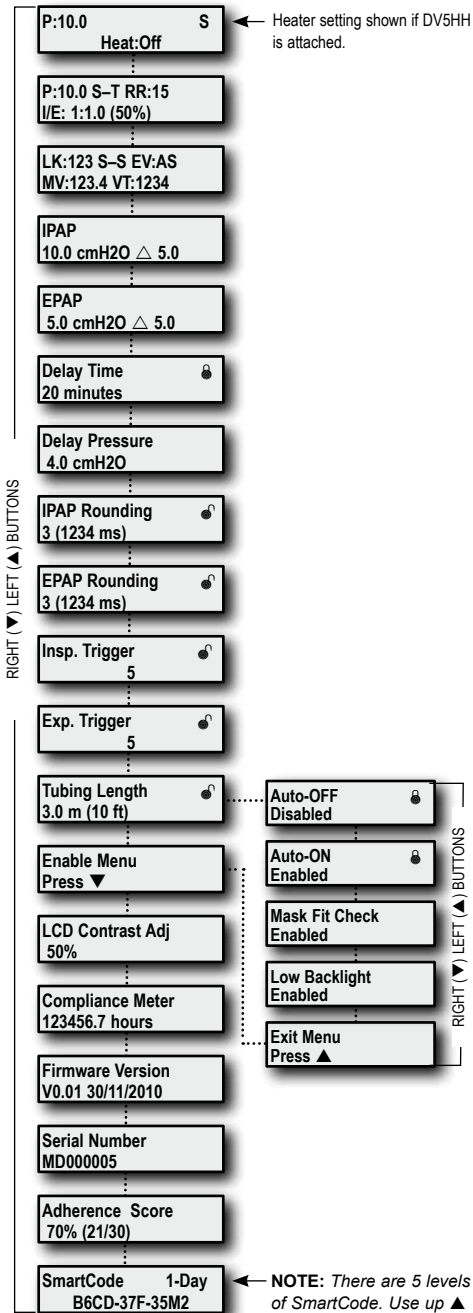 P:10.0 S
Heat:Off
Heater setting shown if DV5HH
is attached.
P:10.0 S–T RR:15
I/E: 1:1.0 (50%)
LK:123 S–S EV:AS
MV:123.4 VT:1234
IPAP
10.0 cmH2O △ 5.0
EPAP
5.0 cmH2O △ 5.0
Delay Time
20 minutes
Delay Pressure
4.0 cmH2O
IPAP Rounding
3 (1234 ms)
EPAP Rounding
3 (1234 ms)
Insp. Trigger
5
Exp. Trigger
5
Tubing Length
3.0 m (10 ft)
Enable Menu
Press ▼
LCD Contrast Adj
50%
Compliance Meter
123456.7 hours
Firmware Version
V0.01 30/11/2010
Serial Number
MD000005
Adherence Score
70% (21/30)
SmartCode 1-Day
B6CD-37F-35M2
RIGHT (▼) LEFT (▲) BUTTONS
Auto-OFF
Disabled
Auto-ON
Enabled
Mask Fit Check
Enabled
Low Backlight
Enabled
Exit Menu
Press ▲
RIGHT (▼) LEFT (▲) BUTTONS
NOTE: There are 5 levels
of SmartCode. Use up ▲